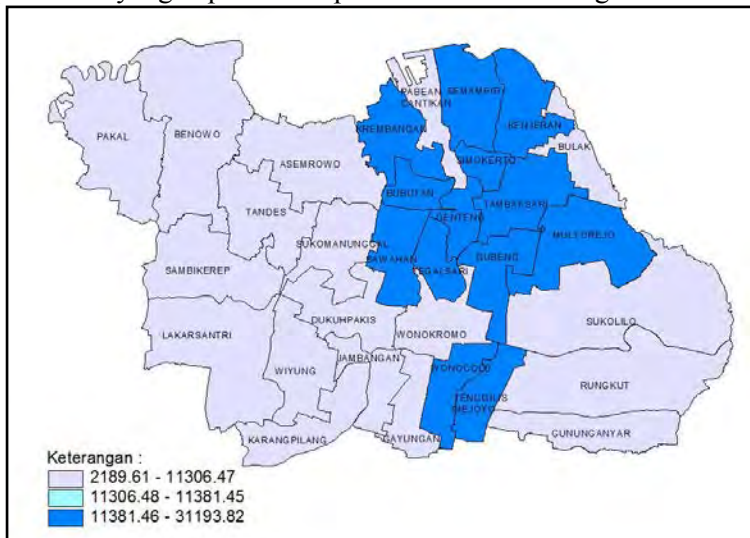 PABEAN
CANTIKAN
SEMAMPIR
KREMBANGAN
KENJERAN
BULAK
PAKAL
BENOWO
ASEMROWO
SIMOKERTO
BUBUTAN
TAMBAKSARI
GENTENG
TANDES
SUKOMANUNGGAL
MULYOREJO
SAWAHAN
TEGALSARI
GUBENG
SAMBIKEREP
DUKUHPAKIS
WONOKROMO
SUKOLILO
LAKARSANTRI
JAMBANGAN
WIYUNG
WONOCOLO
TENGGILIS
MEJOYO
RUNGKUT
KARANGPILANG
GAYUNGAN
GUNUNGANYAR
Keterangan :
2189.61 - 11306.47
11306.48 - 11381.45
11381.46 - 31193.82